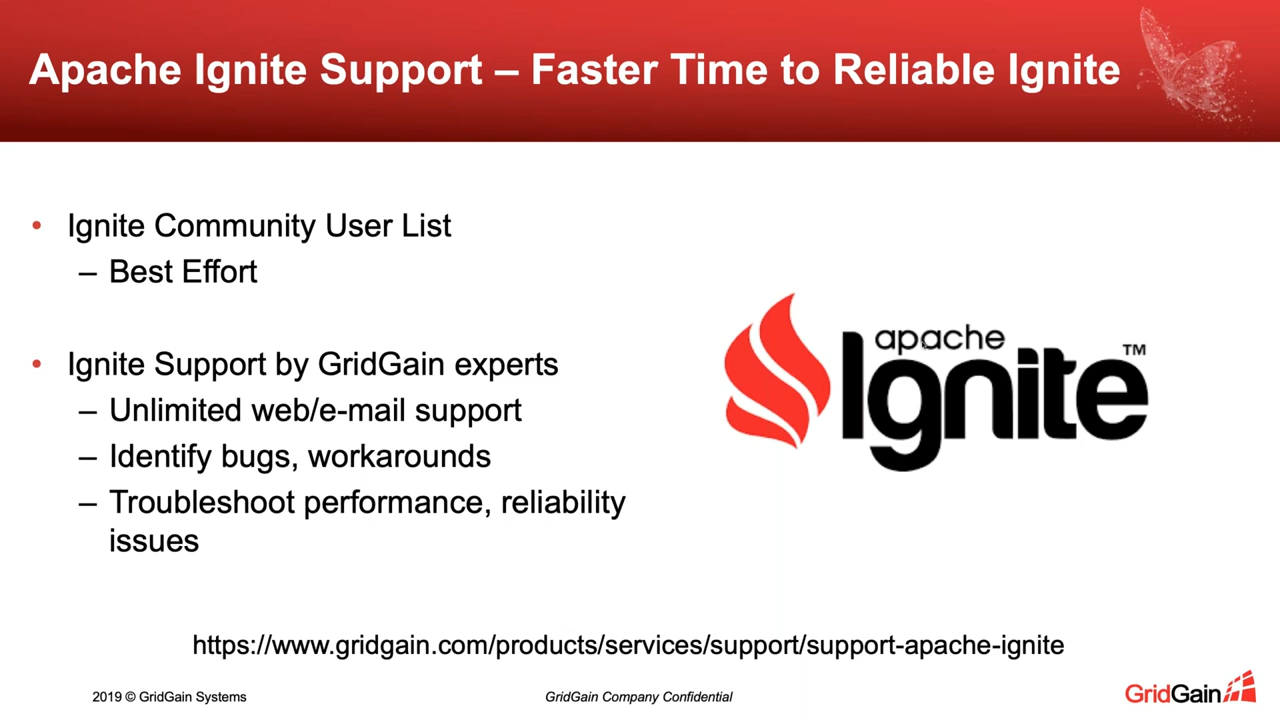 Apache Ignite Support – Faster Time to Reliable Ignite
• Ignite Community User List
– Best Effort
• Ignite Support by GridGain experts
– Unlimited web/e-mail support
– Identify bugs, workarounds
– Troubleshoot performance, reliability
issues
apache
Ignite™
https://www.gridgain.com/products/services/support/support-apache-ignite
2019 © GridGain Systems
GridGain Company Confidential
GridGain